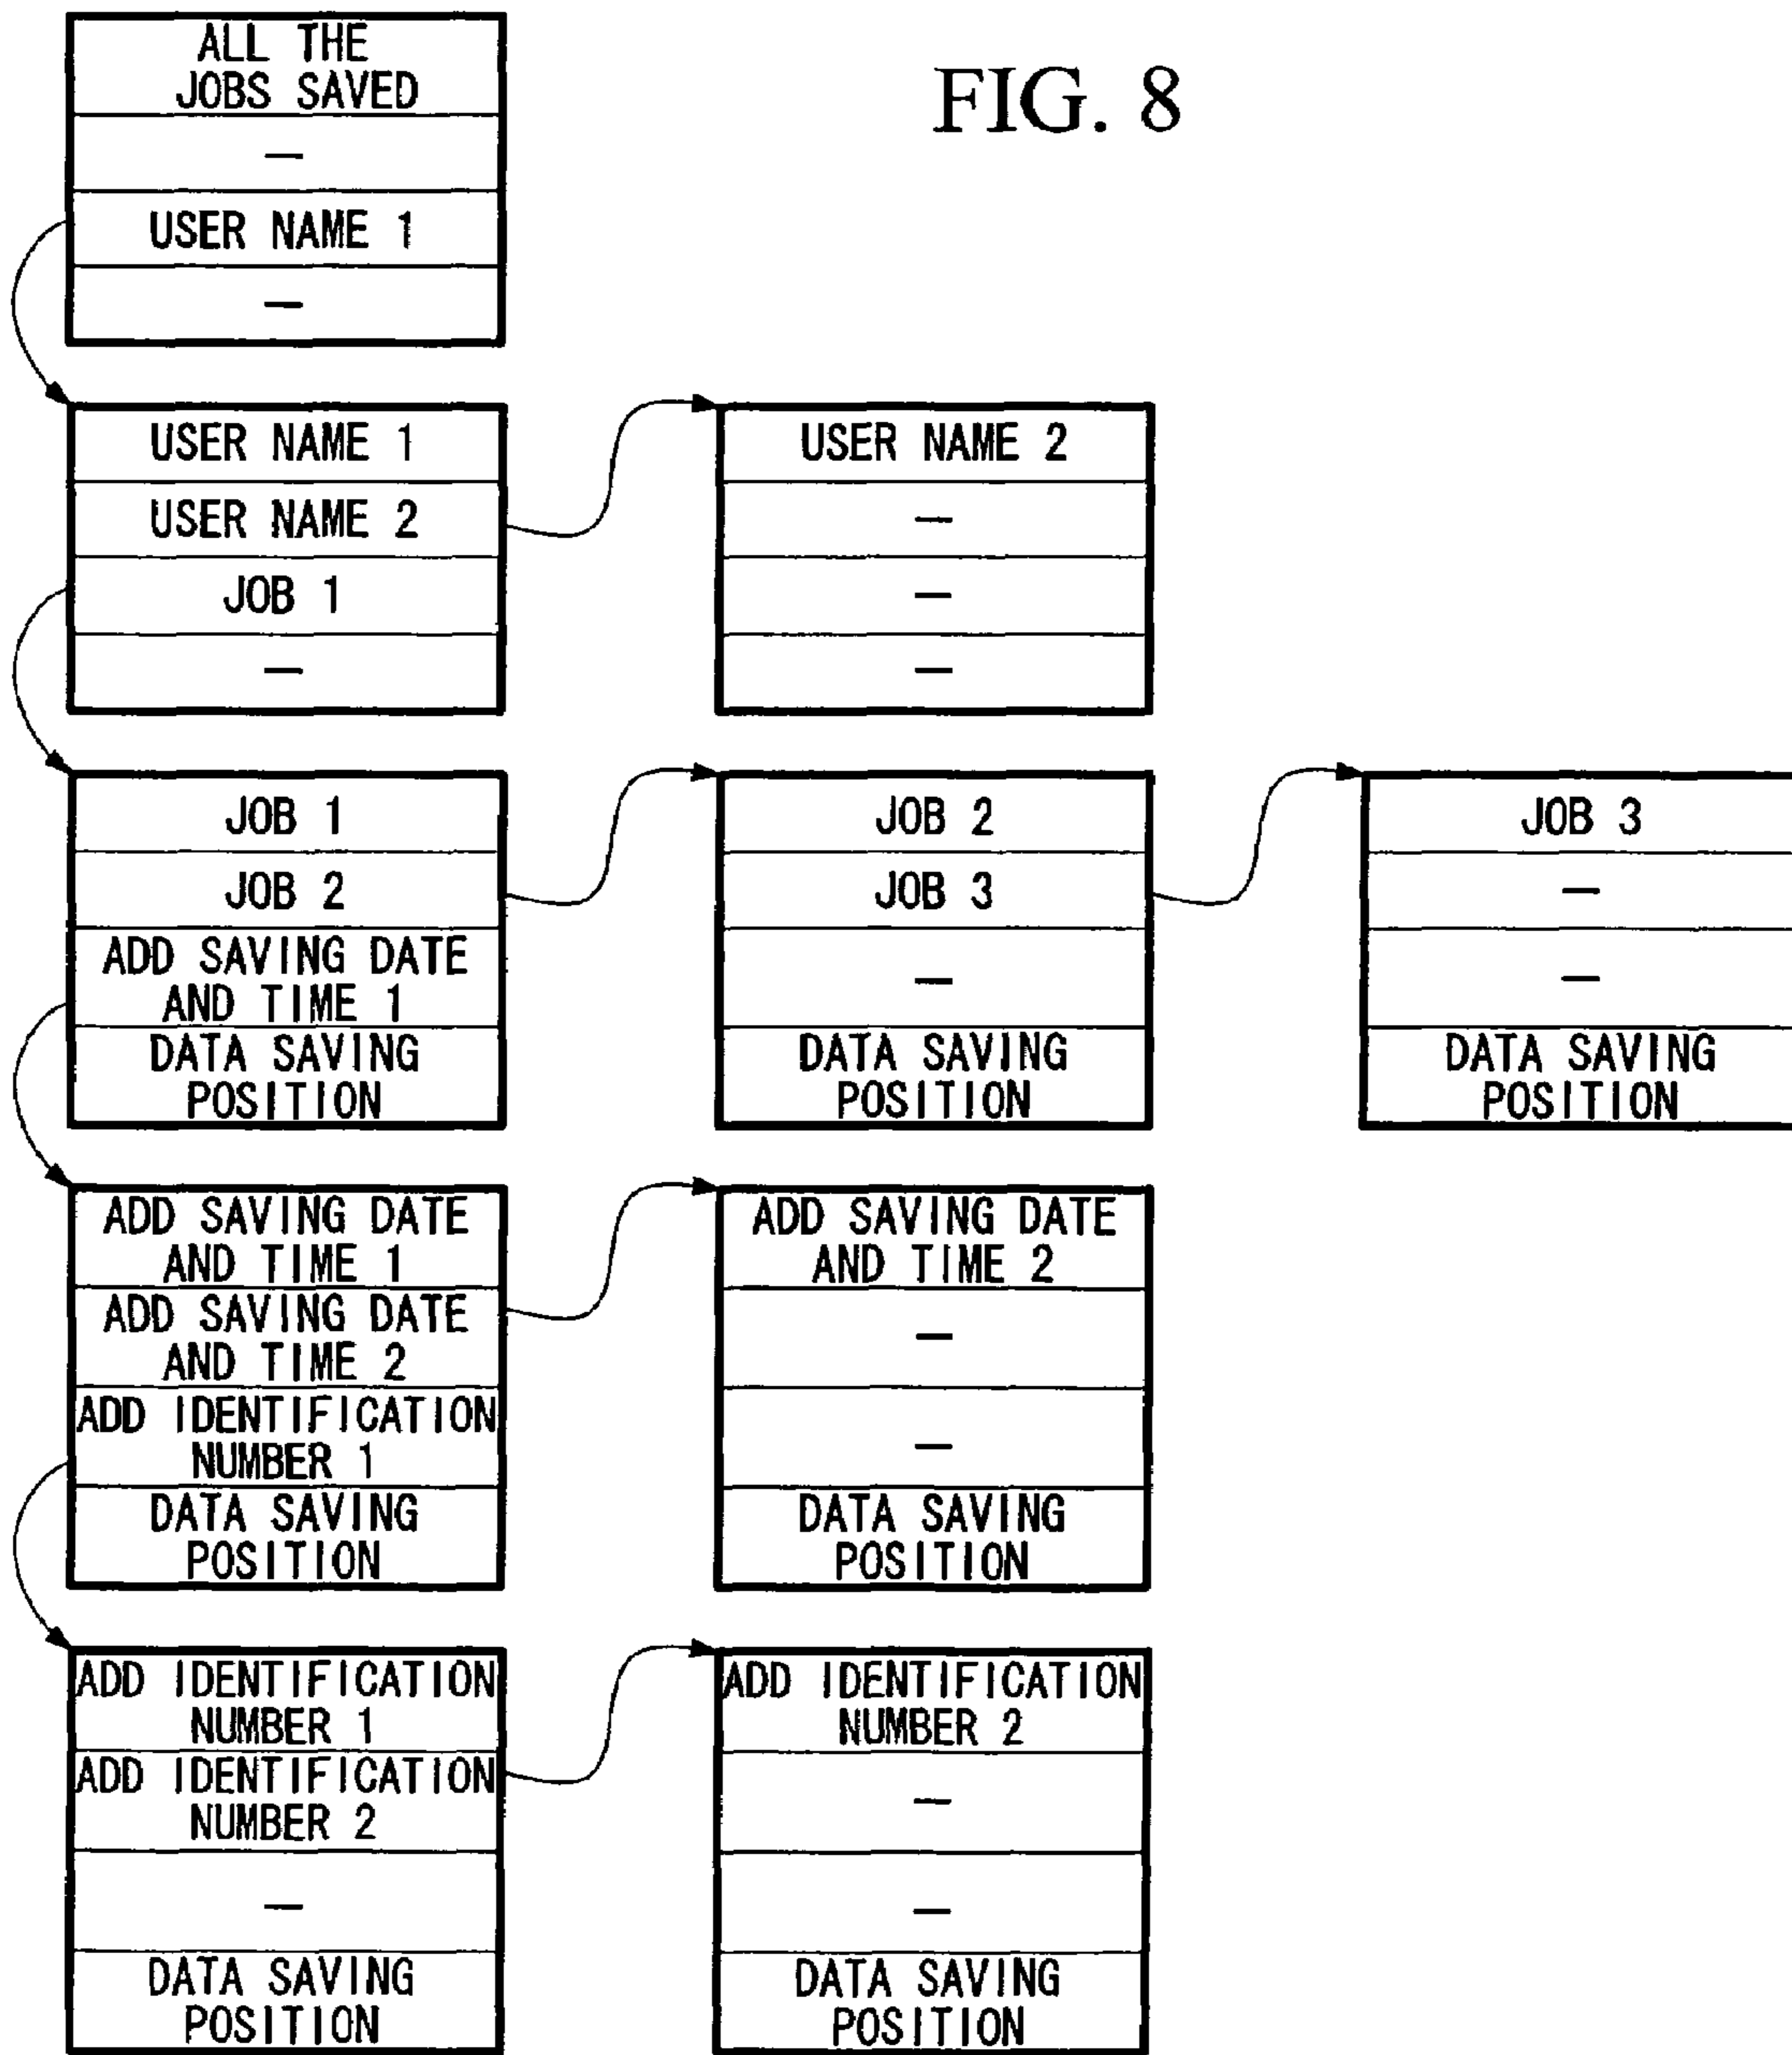 FIG. 8
ALL THE
JOBS SAVED
—
USER NAME 1
—
USER NAME 1
USER NAME 2
JOB 1
—
USER NAME 2
—
—
—
JOB 1
JOB 2
ADD SAVING DATE
AND TIME 1
DATA SAVING
POSITION
JOB 2
JOB 3
—
DATA SAVING
POSITION
JOB 3
—
—
DATA SAVING
POSITION
ADD SAVING DATE
AND TIME 1
ADD SAVING DATE
AND TIME 2
ADD IDENTIFICATION
NUMBER 1
DATA SAVING
POSITION
ADD SAVING DATE
AND TIME 2
—
—
DATA SAVING
POSITION
ADD IDENTIFICATION
NUMBER 1
ADD IDENTIFICATION
NUMBER 2
—
DATA SAVING
POSITION
ADD IDENTIFICATION
NUMBER 2
—
—
DATA SAVING
POSITION